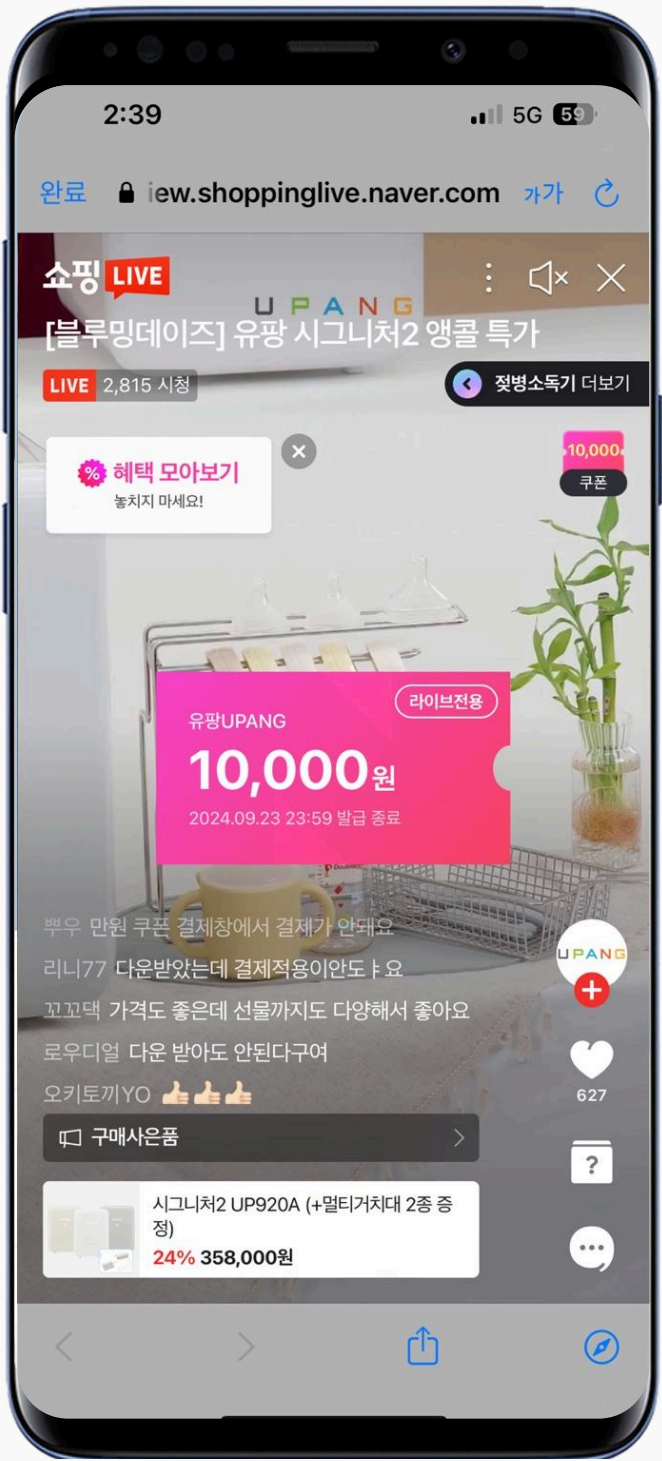 2:39
5G 59
완료 iew.shoppinglive.naver.com 가가
쇼핑 LIVE
UPANG
[블루밍데이즈] 유팡 시그니처2 앵콜 특가
LIVE 2,815 시청
젖병소독기 더보기
% 혜택 모아보기
놓치지 마세요!
10,000
쿠폰
라이브전용
유팡UPANG
10,000원
2024.09.23 23:59 발급 종료
뿌우 만원 쿠폰 결제창에서 결제가 안돼요
리니77 다운받았는데 결제적용이안도ㅑ요
꼬꼬댁 가격도 좋은데 선물까지도 다양해서 좋아요
로우디얼 다운 받아도 안된다구여
오키토끼YO 👍🏻👍🏻👍🏻
UPANG
627
구매사은품
?
시그니처2 UP920A (+멀티거치대 2종 증
정)
24% 358,000원